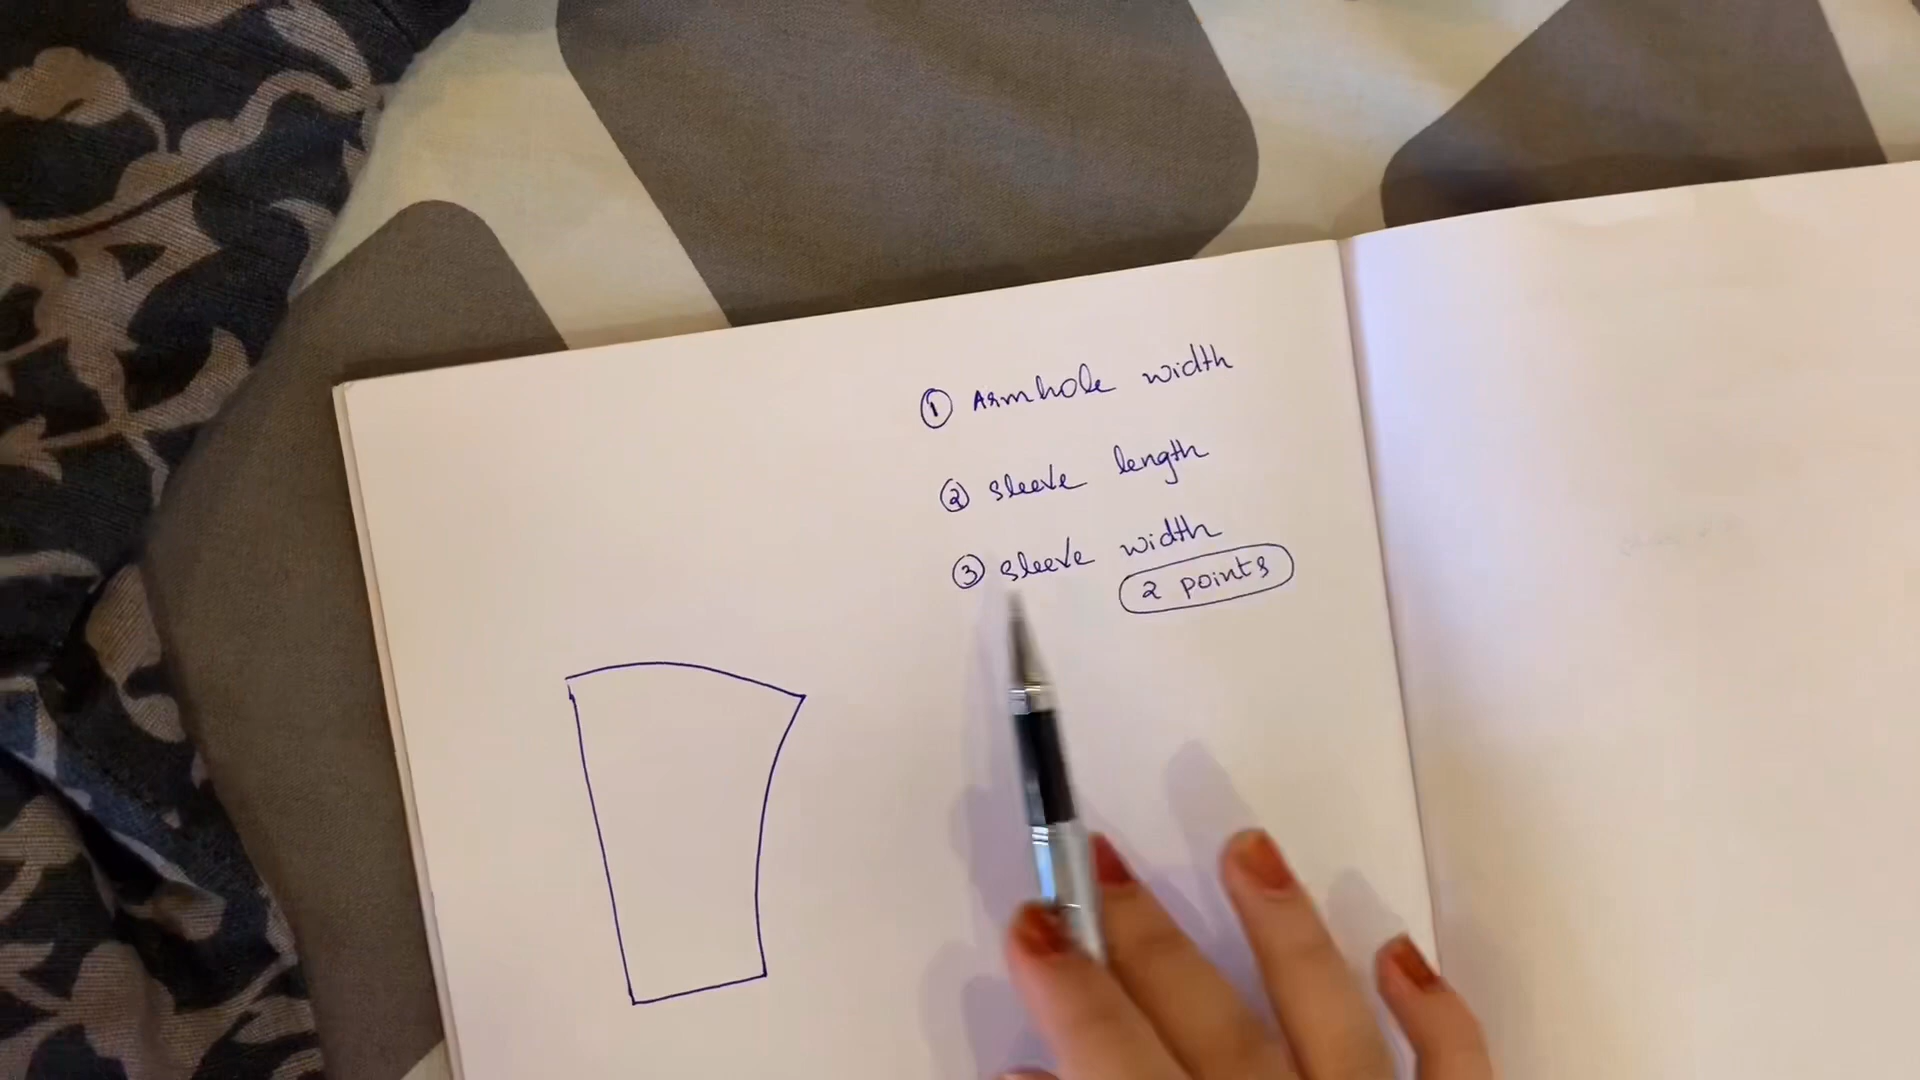 ① Armhole width
② sleeve length
③ sleeve width
2 points